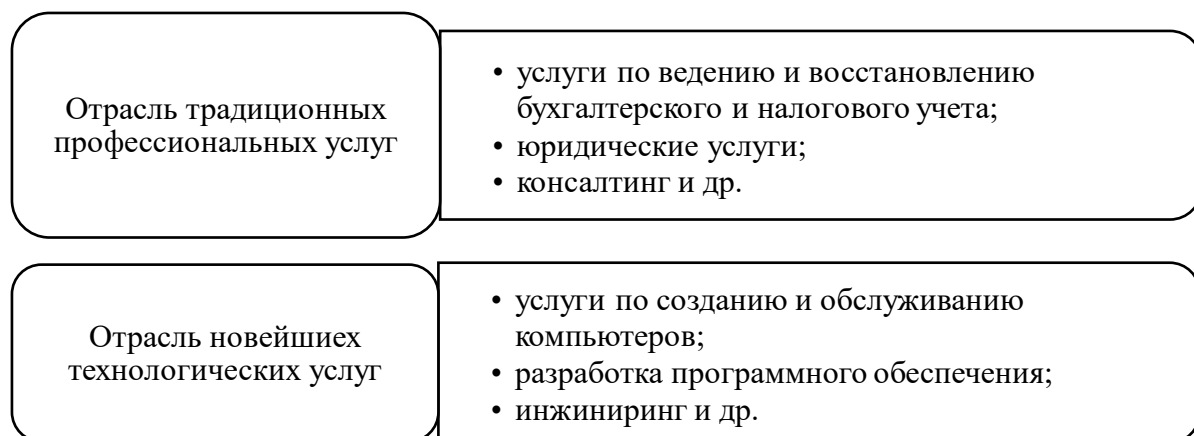 Отрасль традиционных
профессиональных услуг
• услуги по ведению и восстановлению
бухгалтерского и налогового учета;
• юридические услуги;
• консалтинг и др.
Отрасль новейшиех
технологических услуг
• услуги по созданию и обслуживанию
компьютеров;
• разработка программного обеспечения;
• инжиниринг и др.